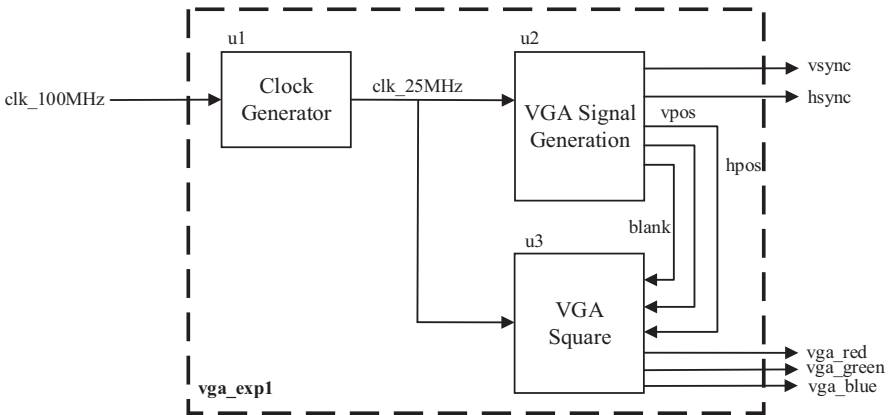 u1
u2
clk_100MHz
Clock
Generator
clk_25MHz
VGA Signal
Generation
vsync
hsync
vpos
hpos
blank
u3
VGA
Square
vga_red
vga_green
vga_blue
vga_exp1